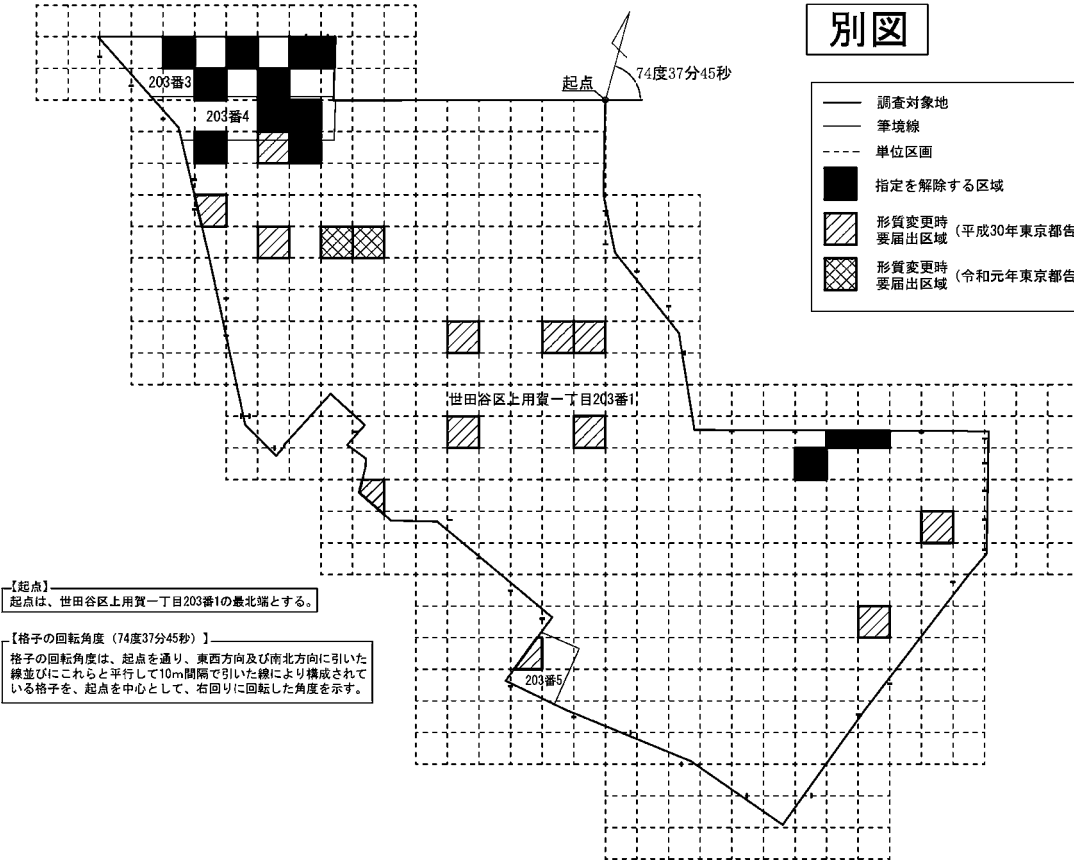 別図
74度37分45秒
起点
203番3
203番4
調査対象地
筆境線
単位区画
指定を解除する区域
形質変更時
要届出区域(平成30年東京都告
形質変更時
要届出区域(令和元年東京都告
世田谷区上用賀一丁目203番1
【起点】
起点は、世田谷区上用賀一丁目203番1の最北端とする。
【格子の回転角度(74度37分45秒)】
格子の回転角度は、起点を通り、東西方向及び南北方向に引いた
線並びにこれらと平行して10m間隔で引いた線により構成されて
いる格子を、起点を中心として、右回りに回転した角度を示す。
203番5